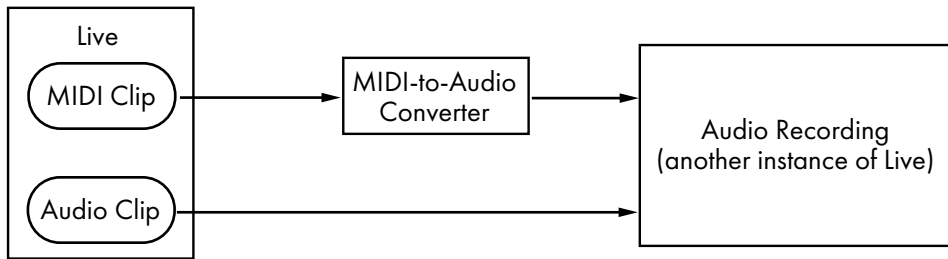 Live
MIDI Clip
MIDI-to-Audio
Converter
Audio Recording
(another instance of Live)
Audio Clip